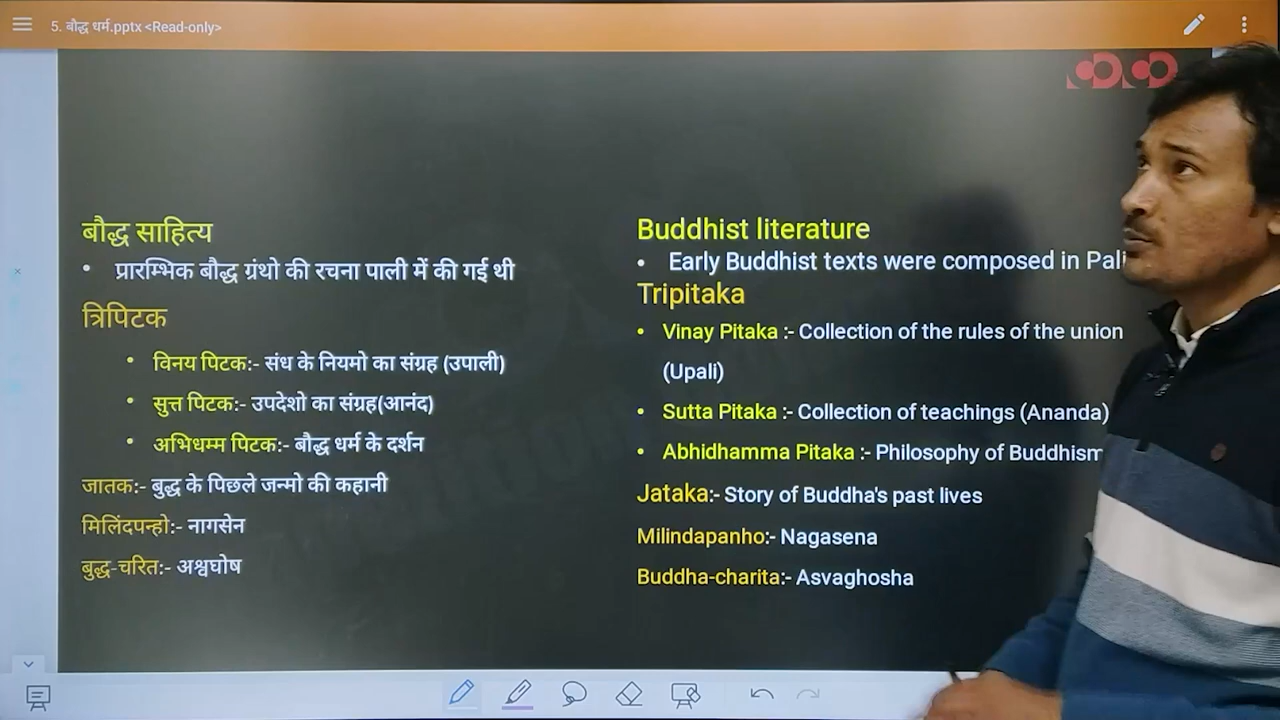 5. बौद्ध धर्म.pptx <Read-only>
बौद्ध साहित्य
• प्रारम्भिक बौद्ध ग्रंथो की रचना पाली में की गई थी
त्रिपिटक
• विनय पिटक:- संध के नियमो का संग्रह (उपाली)
• सुत्त पिटक:- उपदेशो का संग्रह(आनंद)
• अभिधम्म पिटक:- बौद्ध धर्म के दर्शन
जातक:- बुद्ध के पिछले जन्मो की कहानी
मिलिंदपन्हो:- नागसेन
बुद्ध-चरित:- अश्वघोष
Buddhist literature
• Early Buddhist texts were composed in Pali
Tripitaka
• Vinay Pitaka :- Collection of the rules of the union
(Upali)
• Sutta Pitaka :- Collection of teachings (Ananda)
• Abhidhamma Pitaka :- Philosophy of Buddhism
Jataka:- Story of Buddha's past lives
Milindapanho:- Nagasena
Buddha-charita:- Asvaghosha